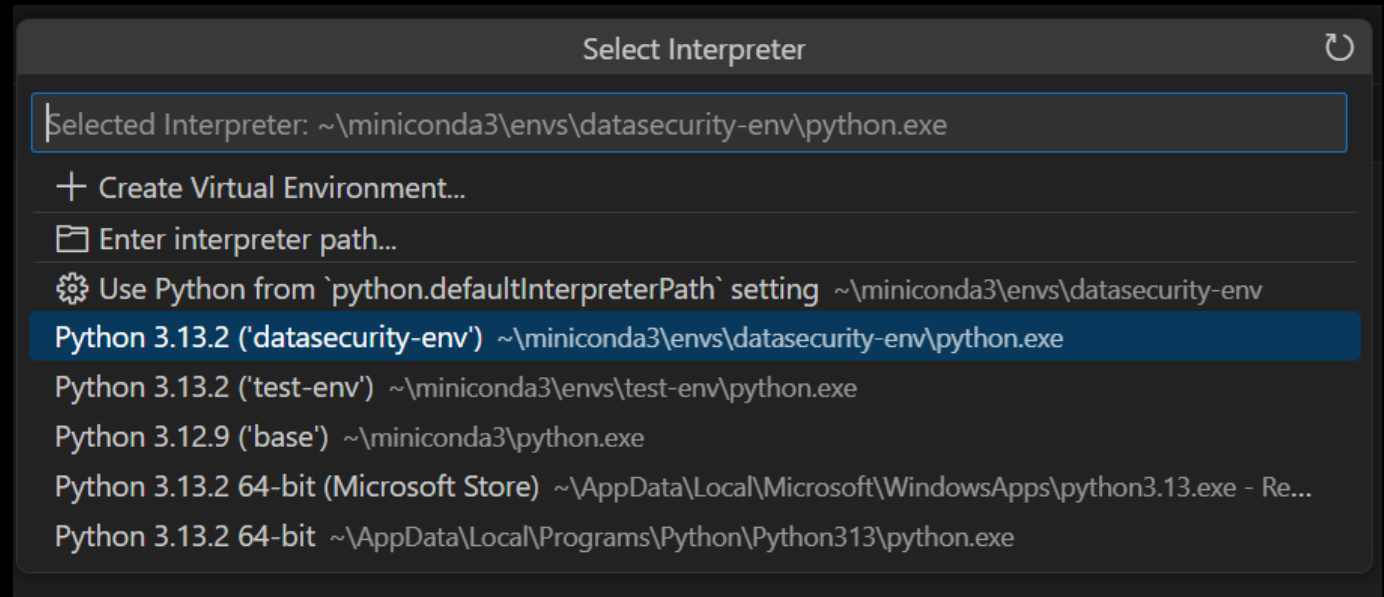 Select Interpreter
Selected Interpreter: ~\miniconda3\envs\datasecurity-env\python.exe
Create Virtual Environment...
Enter interpreter path...
Use Python from `python.defaultInterpreterPath` setting ~\miniconda3\envs\datasecurity-env
Python 3.13.2 ('datasecurity-env') ~\miniconda3\envs\datasecurity-env\python.exe
Python 3.13.2 ('test-env') ~\miniconda3\envs\test-env\python.exe
Python 3.12.9 ('base') ~\miniconda3\python.exe
Python 3.13.2 64-bit (Microsoft Store) ~\AppData\Local\Microsoft\WindowsApps\python3.13.exe - Re...
Python 3.13.2 64-bit ~\AppData\Local\Programs\Python\Python313\python.exe